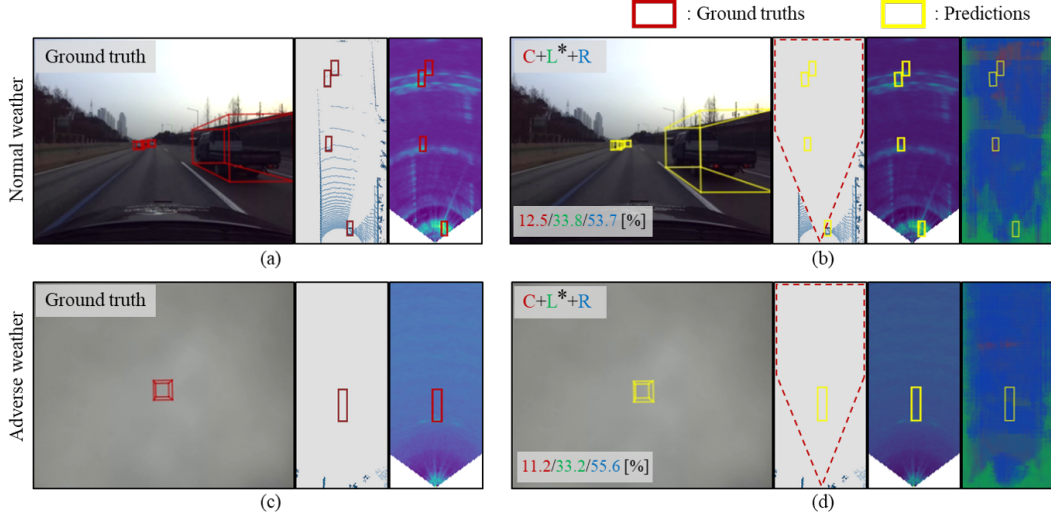 : Ground truths
: Predictions
Normal weather
Ground truth
C+L*+R
12.5/33.8/53.7 [%]
(a)
(b)
Adverse weather
Ground truth
C+L*+R
11.2/33.2/55.6 [%]
(c)
(d)